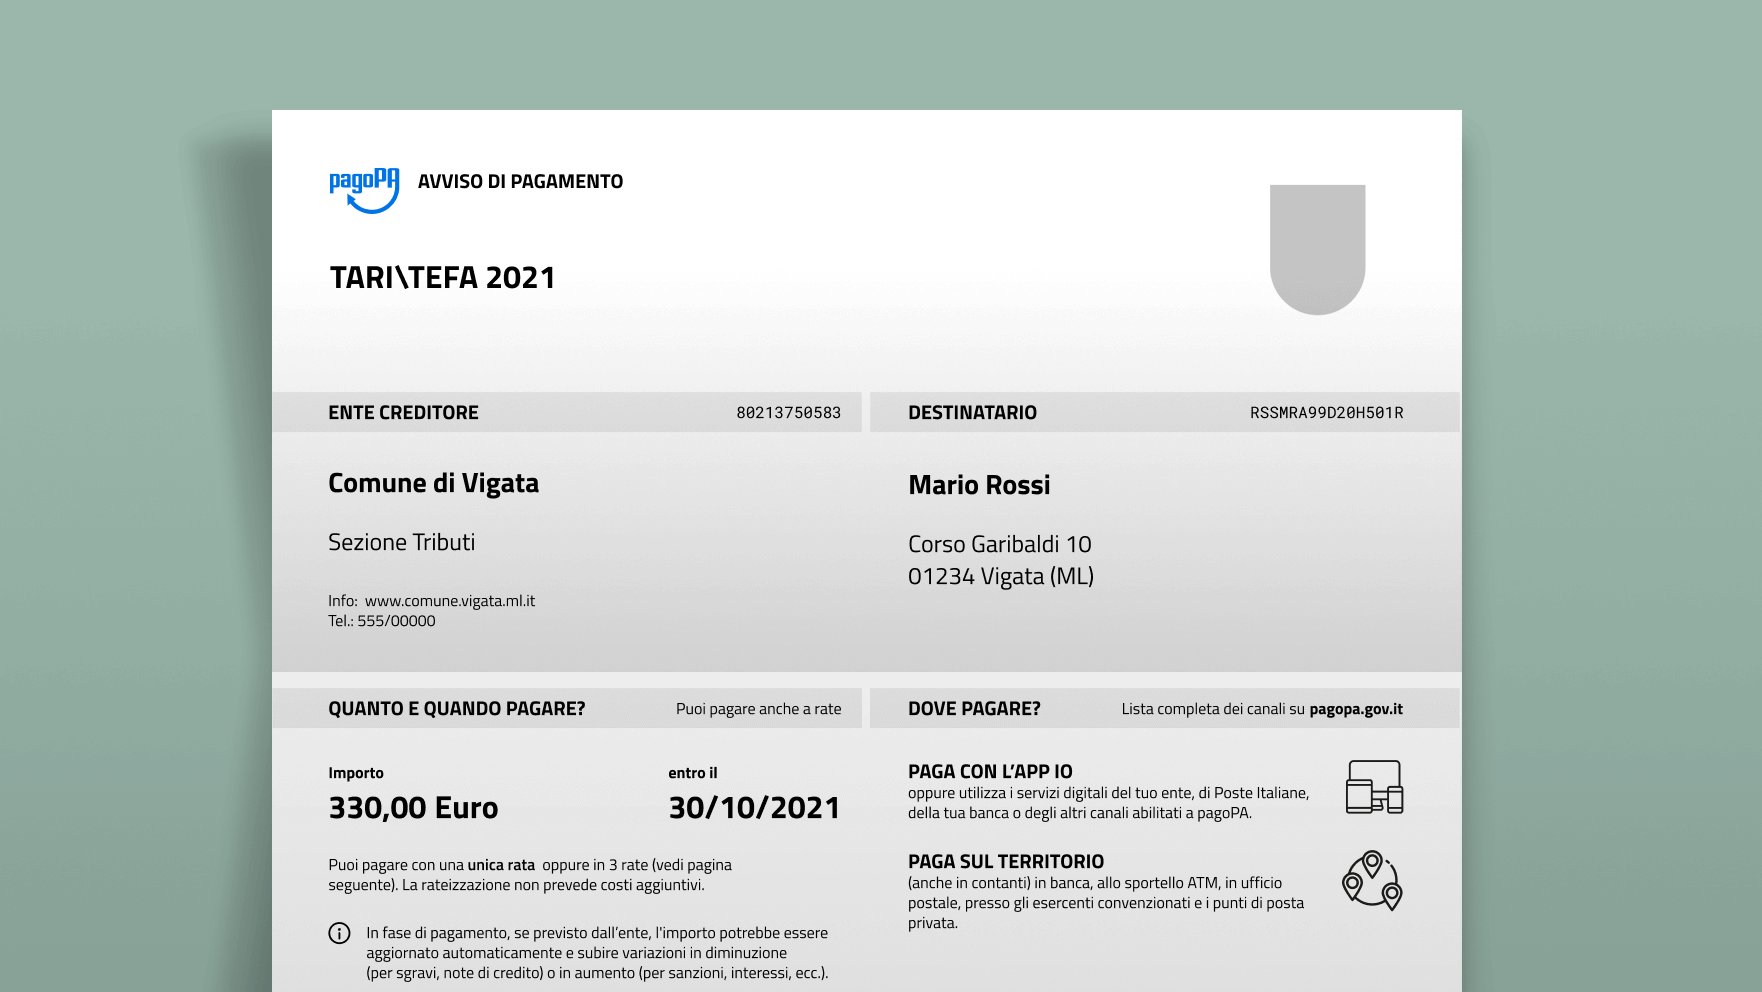 pagoPA AVVISO DI PAGAMENTO
TARI\TEFA 2021
ENTE CREDITORE 80213750583
DESTINATARIO RSSMRA99D20H501R
Comune di Vigata
Sezione Tributi
Info: www.comune.vigata.ml.it
Tel.: 555/00000
Mario Rossi
Corso Garibaldi 10
01234 Vigata (ML)
QUANTO E QUANDO PAGARE? Puoi pagare anche a rate
Importo entro il
330,00 Euro 30/10/2021
Puoi pagare con una unica rata oppure in 3 rate (vedi pagina
seguente). La rateizzazione non prevede costi aggiuntivi.
In fase di pagamento, se previsto dall’ente, l'importo potrebbe essere
aggiornato automaticamente e subire variazioni in diminuzione
(per sgravi, note di credito) o in aumento (per sanzioni, interessi, ecc.).
DOVE PAGARE? Lista completa dei canali su pagopa.gov.it
PAGA CON L’APP IO
oppure utilizza i servizi digitali del tuo ente, di Poste Italiane,
della tua banca o degli altri canali abilitati a pagoPA.
PAGA SUL TERRITORIO
(anche in contanti) in banca, allo sportello ATM, in ufficio
postale, presso gli esercenti convenzionati e i punti di posta
privata.